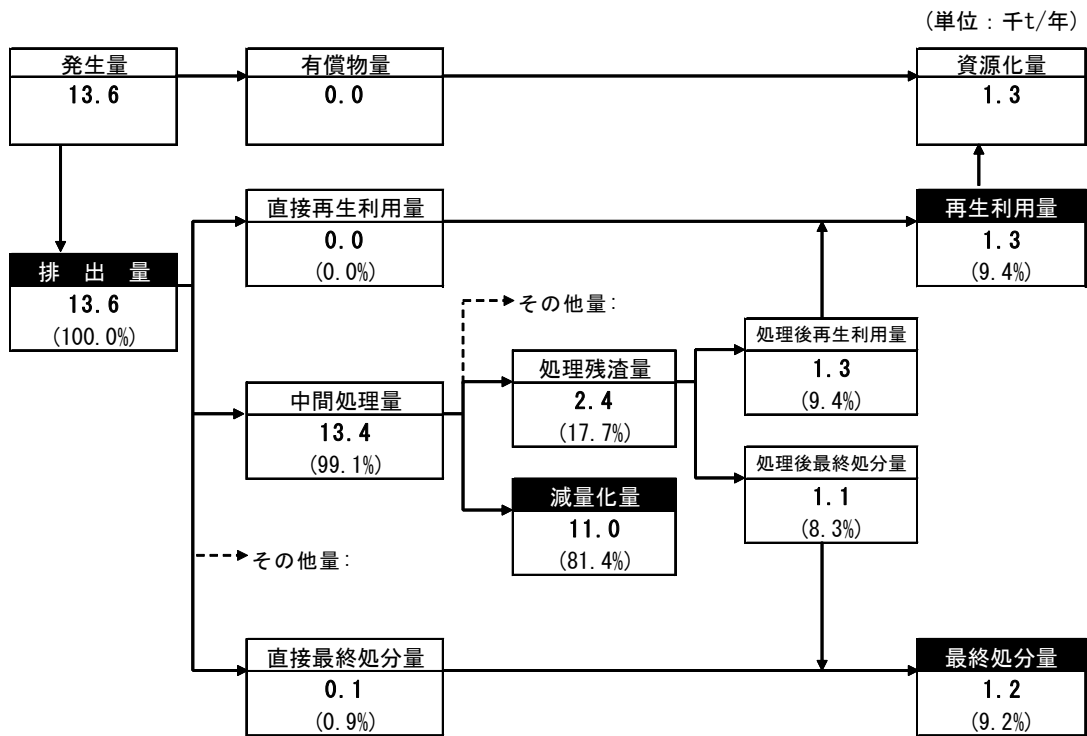 (単位：千t/年)
発生量
13.6
有償物量
0.0
資源化量
1.3
直接再生利用量
0.0
(0.0%)
再生利用量
1.3
(9.4%)
排 出 量
13.6
(100.0%)
その他量:
処理後再生利用量
1.3
(9.4%)
処理残渣量
2.4
(17.7%)
中間処理量
13.4
(99.1%)
処理後最終処分量
1.1
(8.3%)
減量化量
11.0
(81.4%)
その他量:
直接最終処分量
0.1
(0.9%)
最終処分量
1.2
(9.2%)